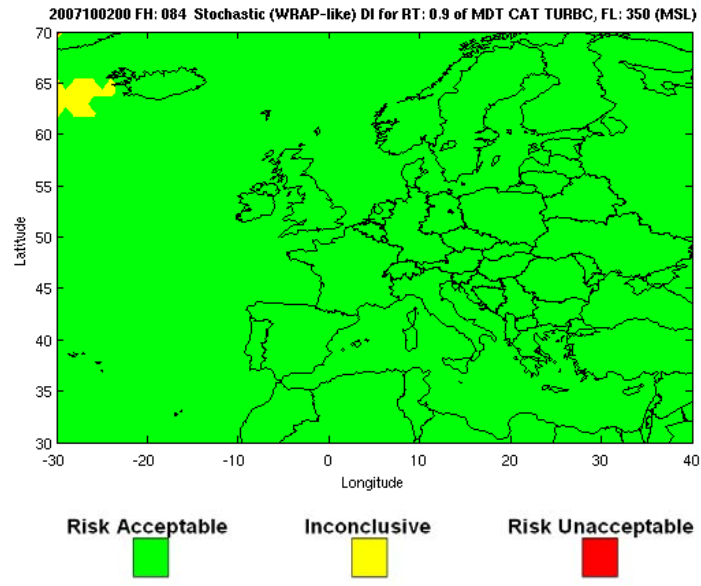 2007100200 FH: 084 Stochastic (WRAP-like) DI for RT: 0.9 of MDT CAT TURBC, FL: 350 (MSL)
70
65
60
55
50
45
40
35
30
Latitude
-30 -20 -10 0 10 20 30 40
Longitude
Risk Acceptable Inconclusive Risk Unacceptable